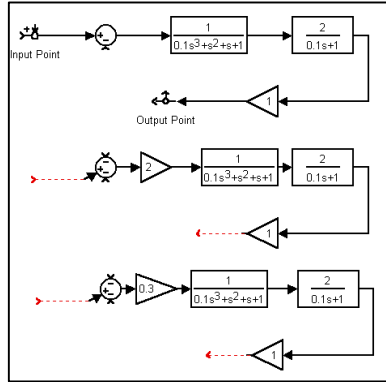 1 2
0.1s³+s²+s+1 0.1s+1
Input Point
1
Output Point
2 1 2
0.1s³+s²+s+1 0.1s+1
1
0.3 1 2
0.1s³+s²+s+1 0.1s+1
1